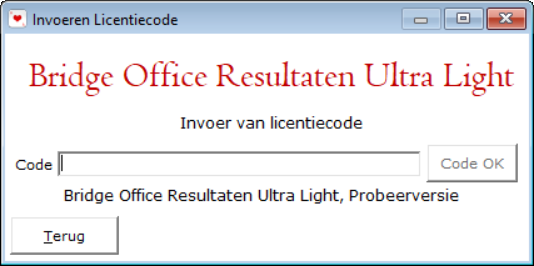 Invoeren Licentiecode
Bridge Office Resultaten Ultra Light
Invoer van licentiecode
Code Code OK
Bridge Office Resultaten Ultra Light, Probeerversie
Terug